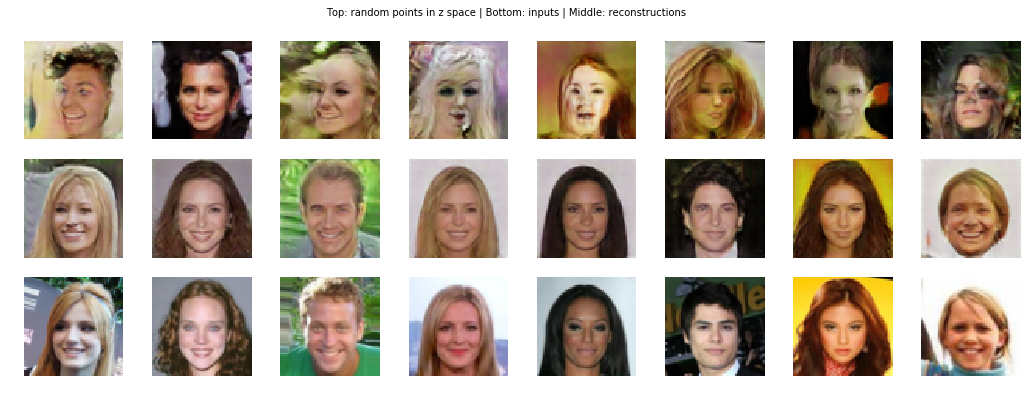 Top: random points in z space | Bottom: inputs | Middle: reconstructions